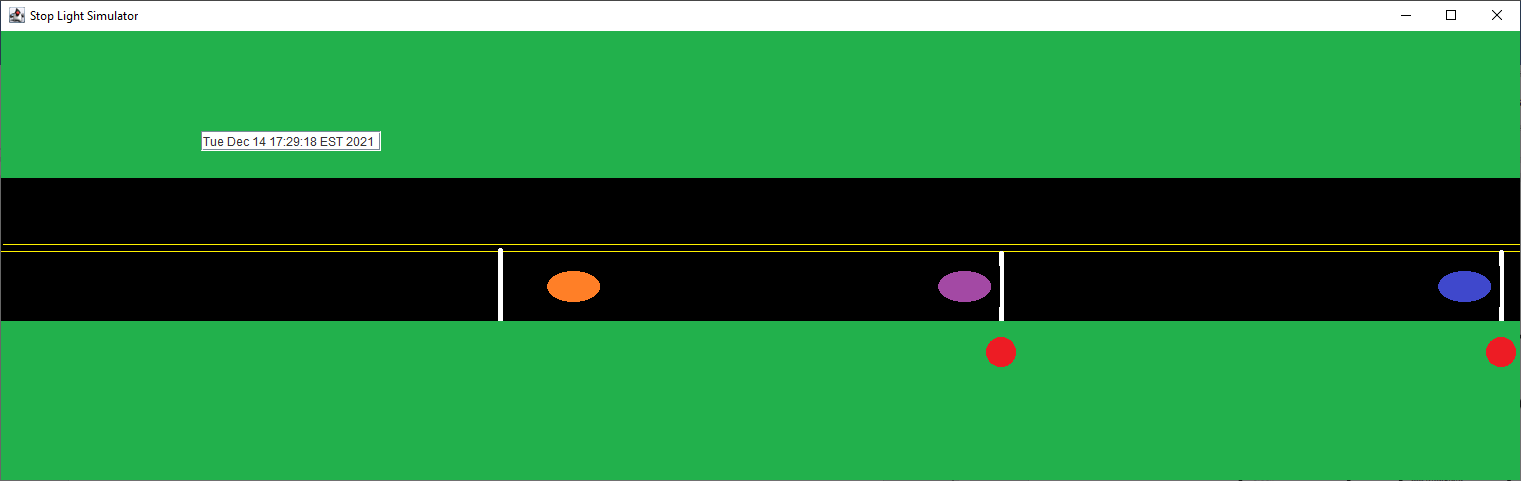 Stop Light Simulator
Tue Dec 14 17:29:18 EST 2021